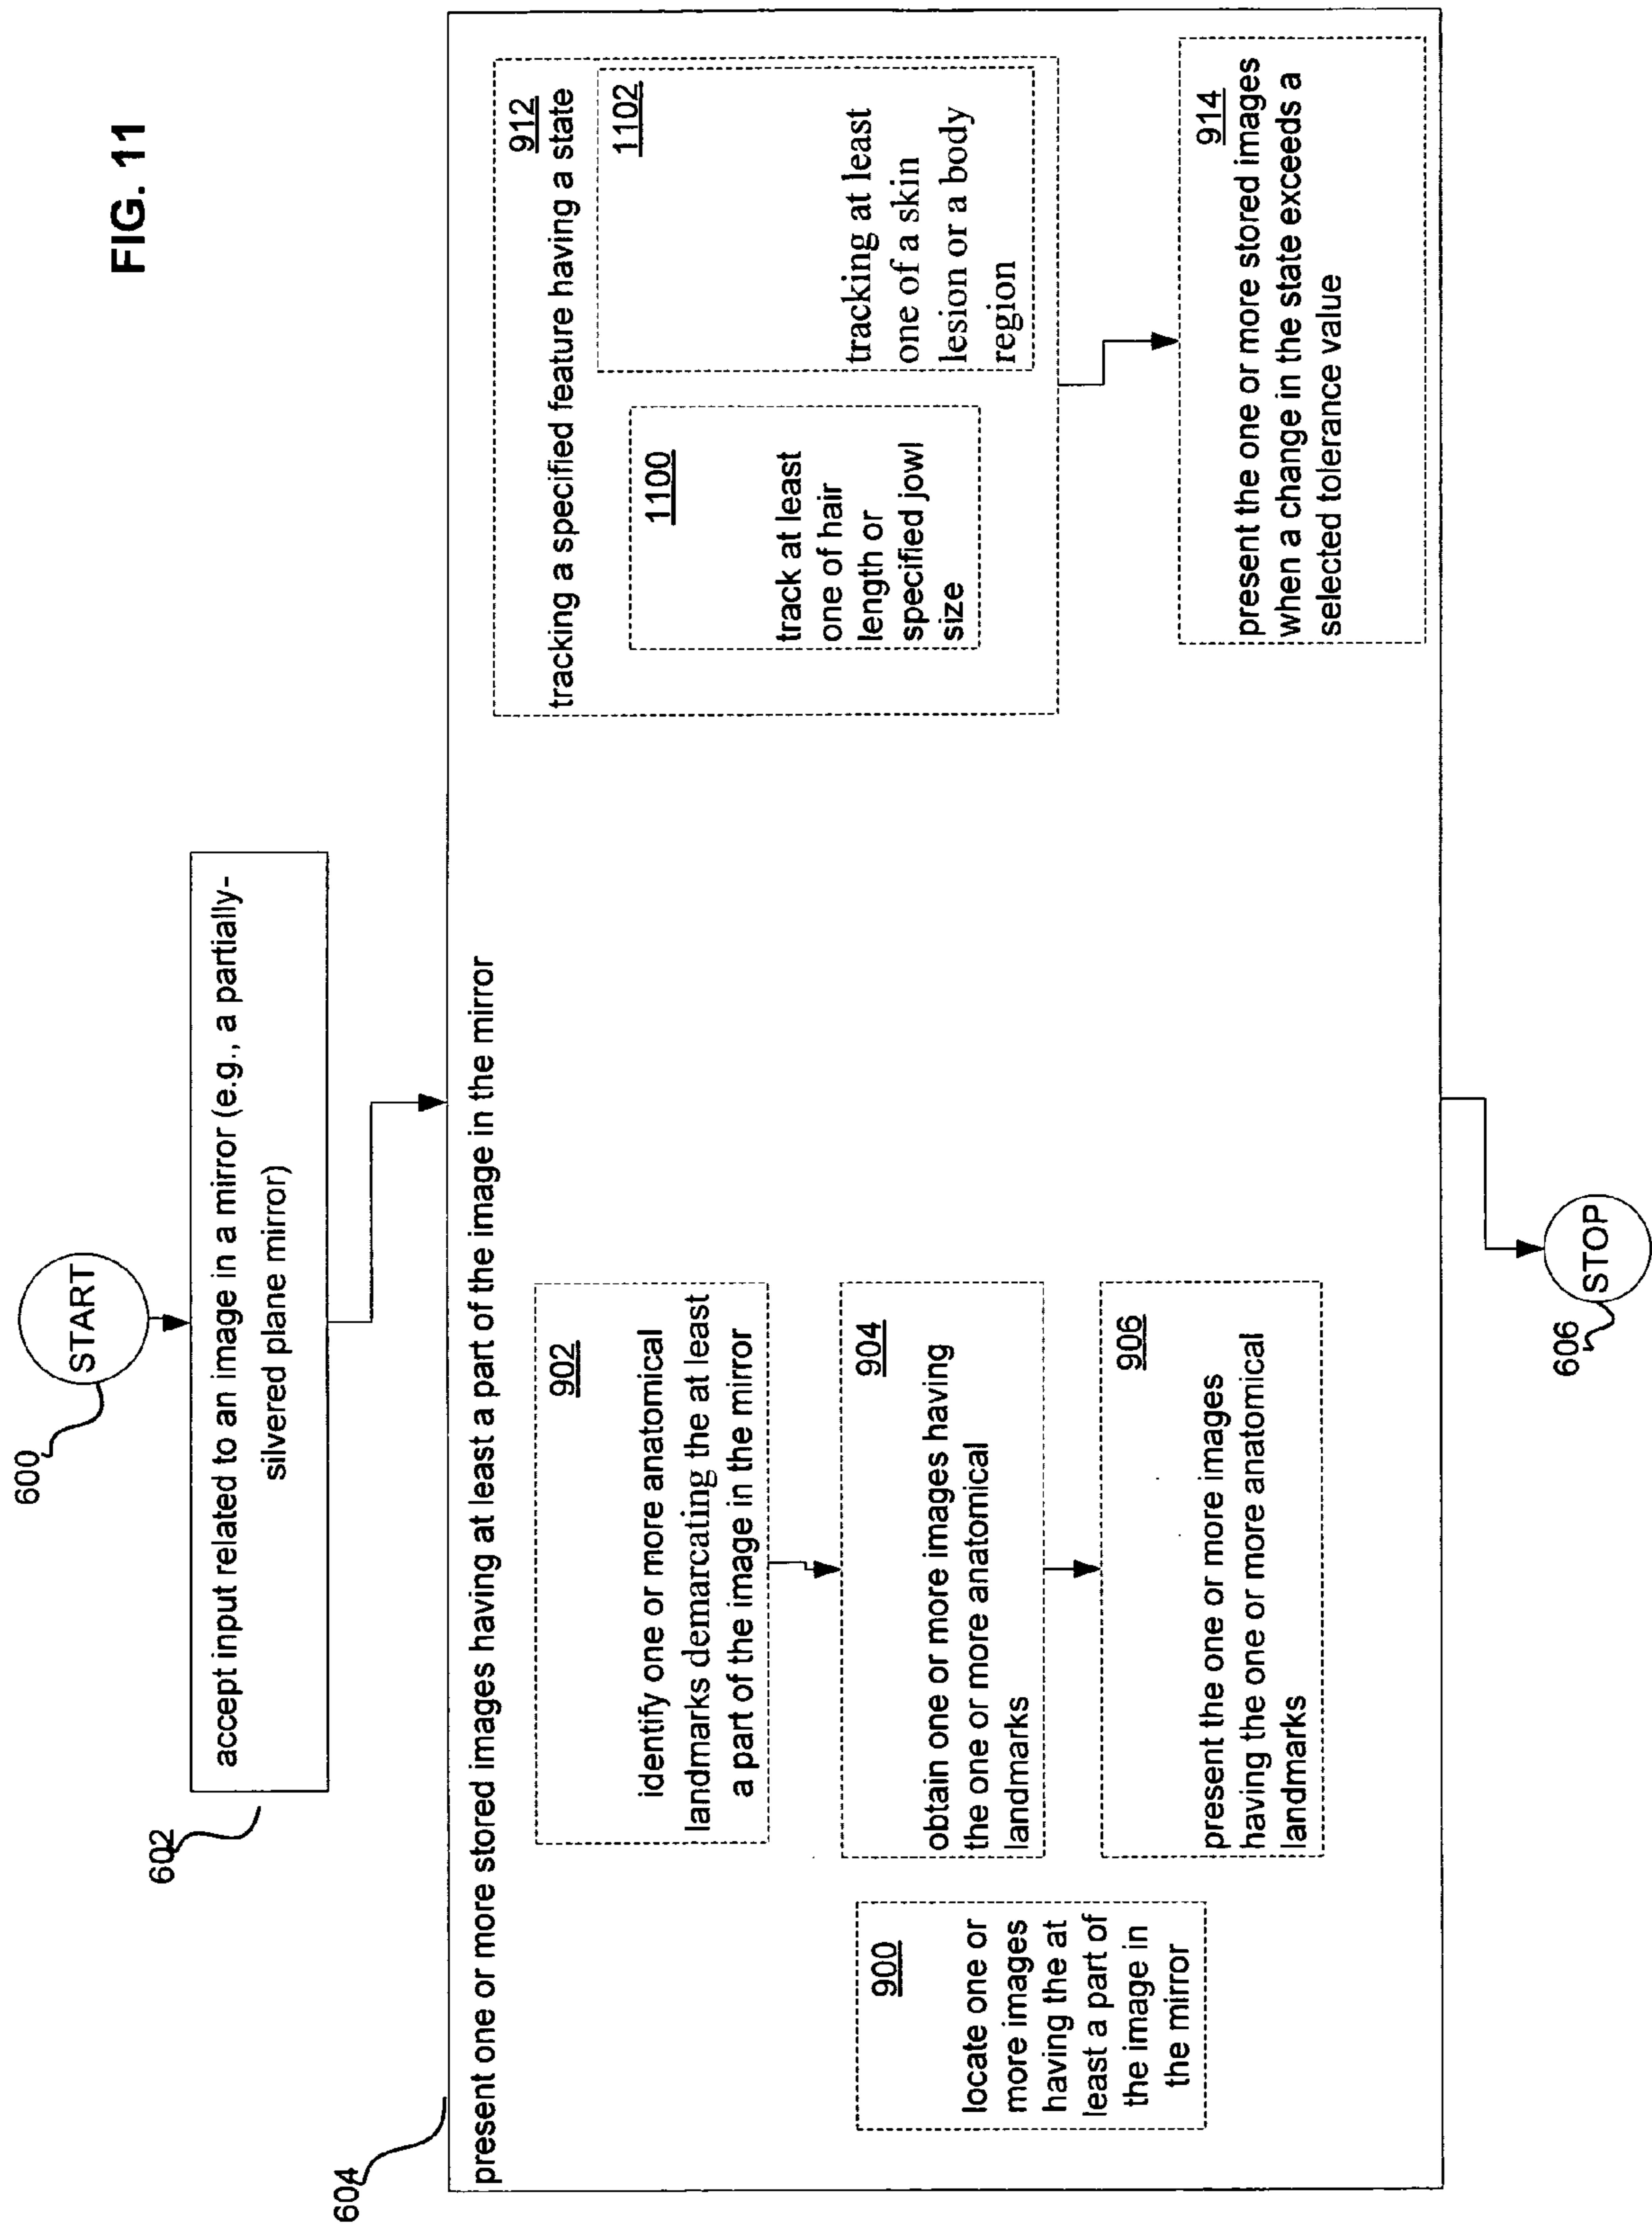 FIG. 11
600
START
602
accept input related to an image in a mirror (e.g., a partially-
silvered plane mirror)
604
present one or more stored images having at least a part of the image in the mirror
900
locate one or
more images
having the at
least a part of
the image in
the mirror
902
identify one or more anatomical
landmarks demarcating the at least
a part of the image in the mirror
904
obtain one or more images having
the one or more anatomical
landmarks
906
present the one or more images
having the one or more anatomical
landmarks
912
tracking a specified feature having a state
1100
track at least
one of hair
length or
specified jowl
size
1102
tracking at least
one of a skin
lesion or a body
region
914
present the one or more stored images
when a change in the state exceeds a
selected tolerance value
606
STOP